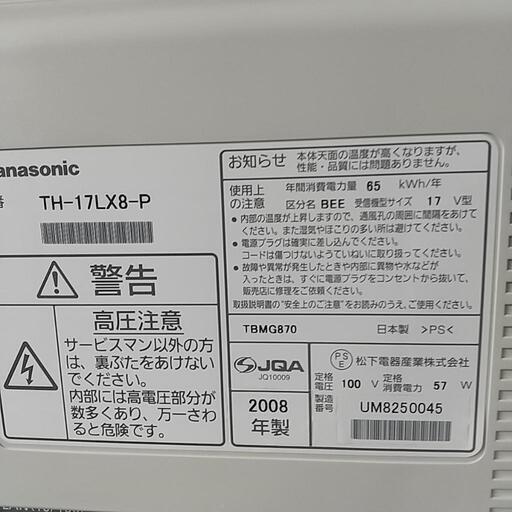 anasonic
番 TH-17LX8-P
警告
高圧注意
サービスマン以外の方
は、裏ぶたをあけない
でください。
内部には高電圧部分が
数多くあり、万一さわ
ると危険です。
お知らせ 本体天面の温度が高くなりますが、
性能・品質には問題ありません。
使用上 年間消費電力量 65 kWh/年
の注意 区分名 BEE 受信機型サイズ 17 V型
●内部の温度が上昇しますので、通風孔の周囲に間隔をあけて
ください。また湿気やほこりの多い所は避けてください。
●電源プラグは確実に差し込んでください。
コードは傷つけないようていねいに取り扱ってください。
●故障や異常が発生したときや内部に異物や水などが
入ったときは、すぐに電源プラグをコンセントから抜いて、
販売店に修理をご依頼ください。
取扱説明書の"安全上のご注意"をお読みのうえ、ご使用ください。
TBMG870 日本製 >PS<
JQA
JQ10009
2008
年製
PSE 松下電器産業株式会社
定格電圧 100 V 定格消費電力 57 W
製造番号 UM8250045